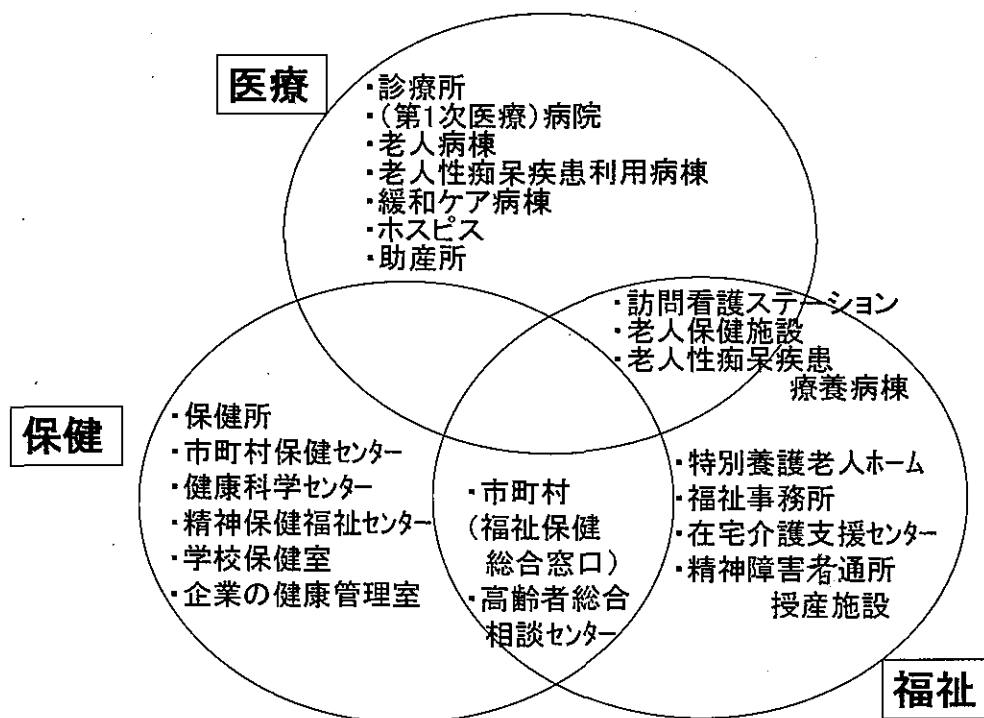 医療
・診療所
・(第1次医療)病院
・老人病棟
・老人性痴呆疾患利用病棟
・緩和ケア病棟
・ホスピス
・助産所
・訪問看護ステーション
・老人保健施設
・老人性痴呆疾患
療養病棟
保健
・保健所
・市町村保健センター
・健康科学センター
・精神保健福祉センター
・学校保健室
・企業の健康管理室
・市町村
(福祉保健
総合窓口)
・高齢者総合
相談センター
・特別養護老人ホーム
・福祉事務所
・在宅介護支援センター
・精神障害者通所
授産施設
福祉